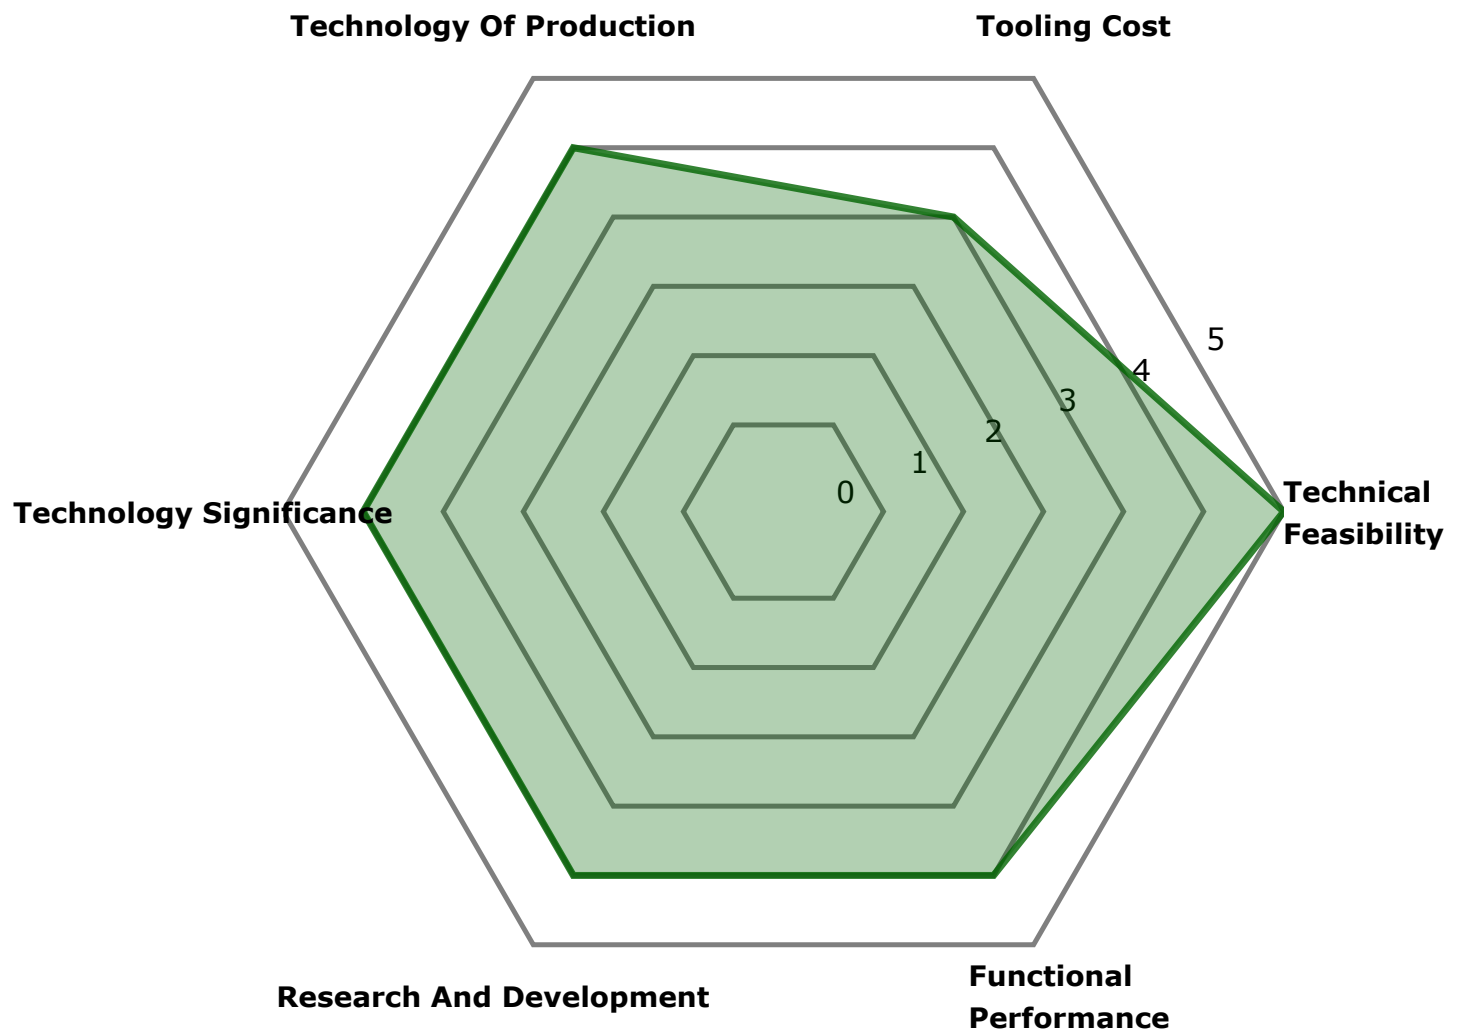 Technology Of Production
Tooling Cost
5
4
3
2
1
0
Technical
Feasibility
Technology Significance
Functional
Performance
Research And Development